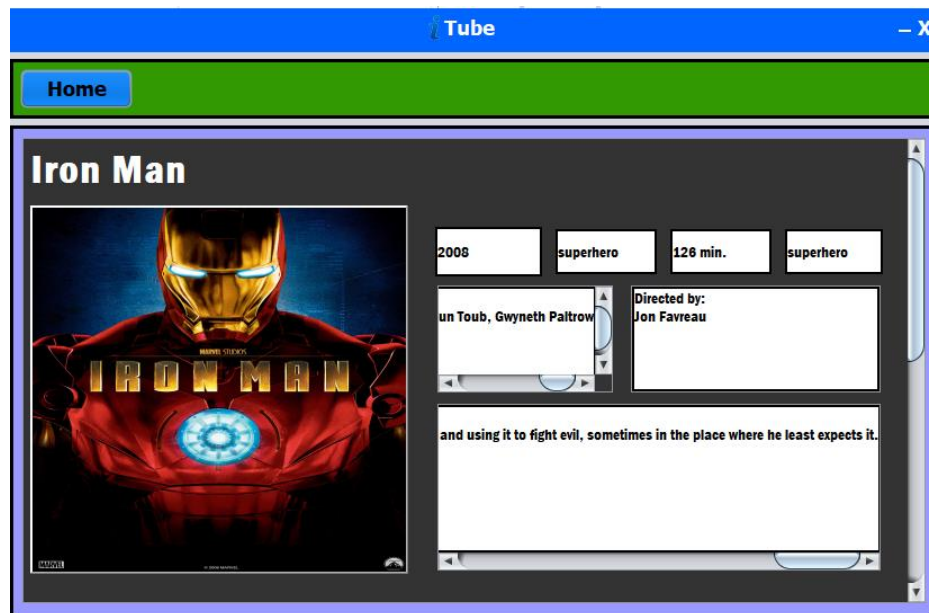 i Tube
– X
Home
Iron Man
MARVEL STUDIOS
IRON MAN
MARVEL
2008
superhero
126 min.
superhero
un Toub, Gwyneth Paltrow
Directed by:
Jon Favreau
and using it to fight evil, sometimes in the place where he least expects it.